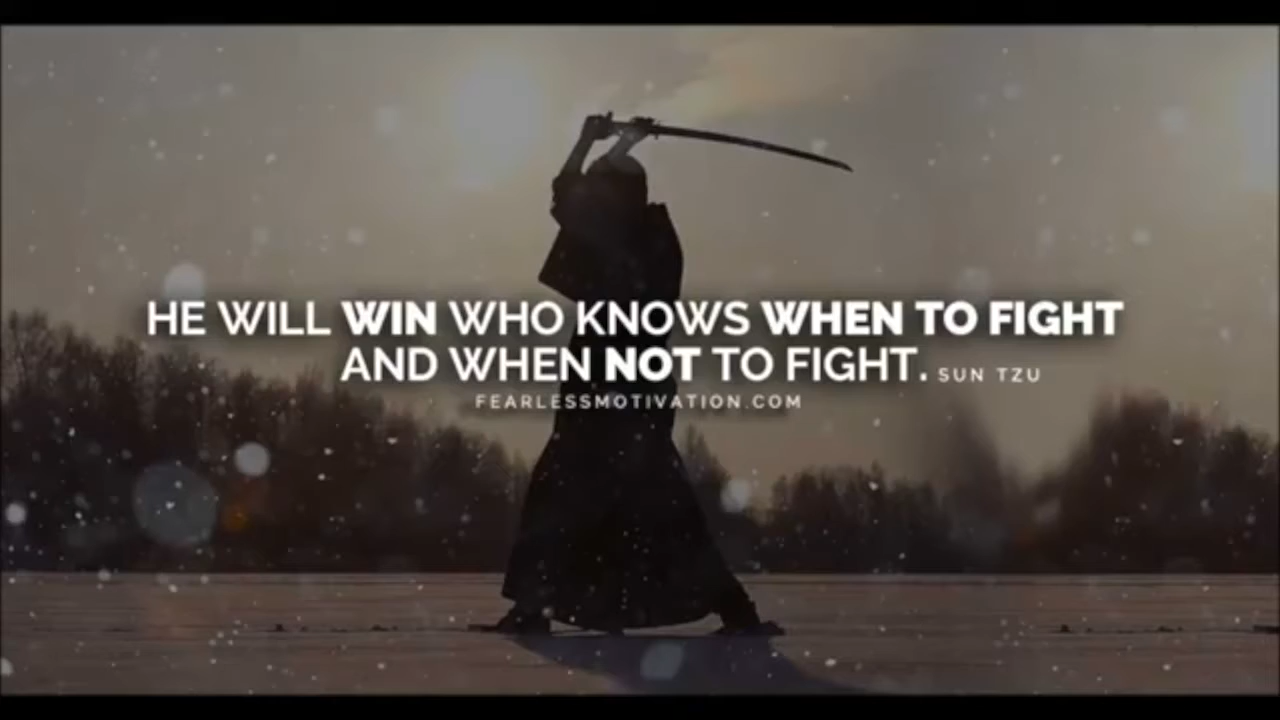 HE WILL WIN WHO KNOWS WHEN TO FIGHT
AND WHEN NOT TO FIGHT. SUN TZU
FEARLESSMOTIVATION.COM